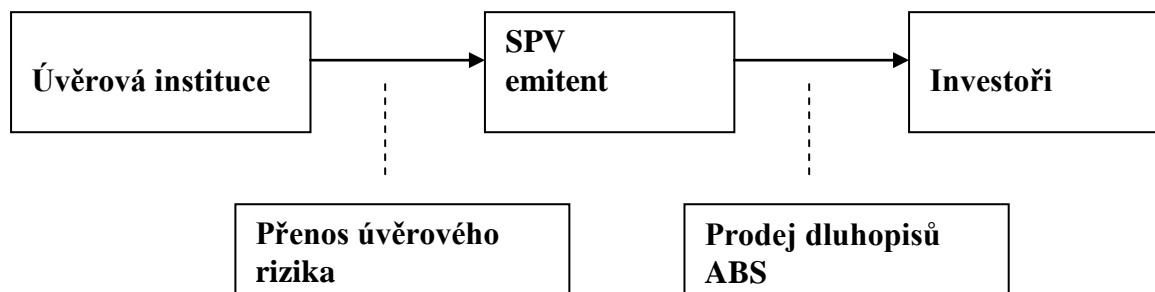 Úvěrová instituce
SPV
emitent
Investoři
Přenos úvěrového
rizika
Prodej dluhopisů
ABS